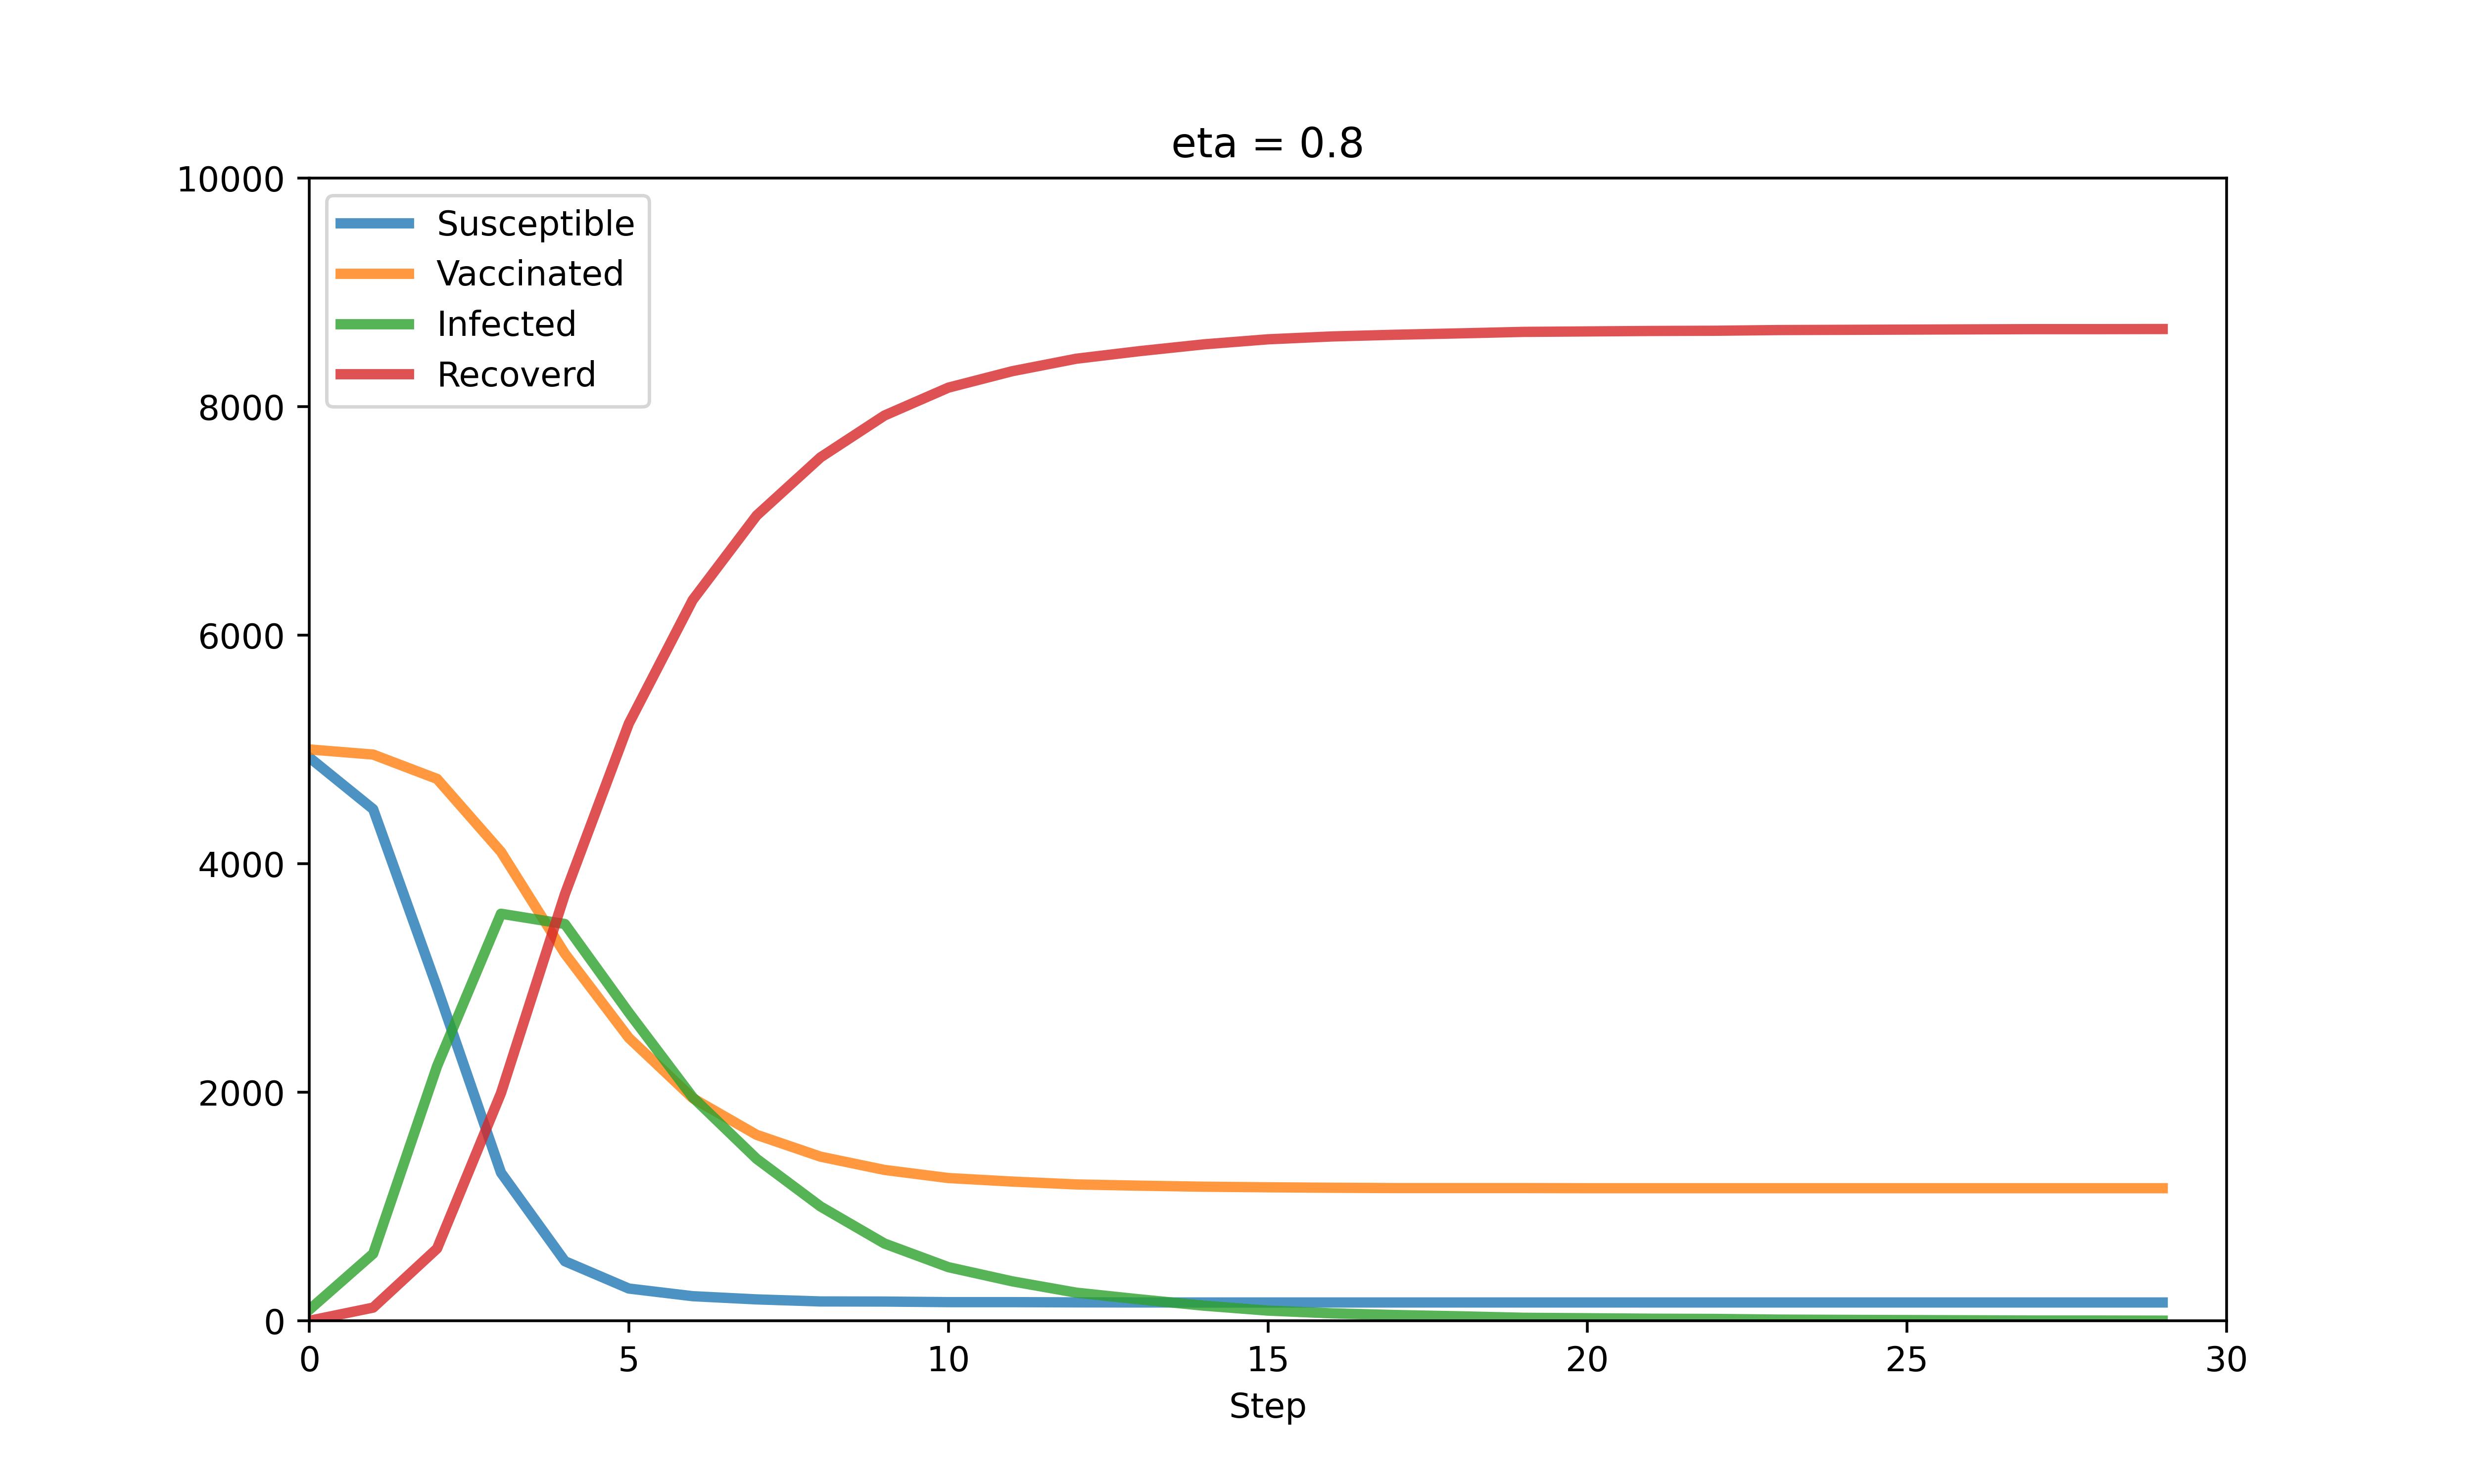 eta = 0.8
10000
8000
6000
4000
2000
0
Susceptible
Vaccinated
Infected
Recoverd
0 5 10 15 20 25 30
Step